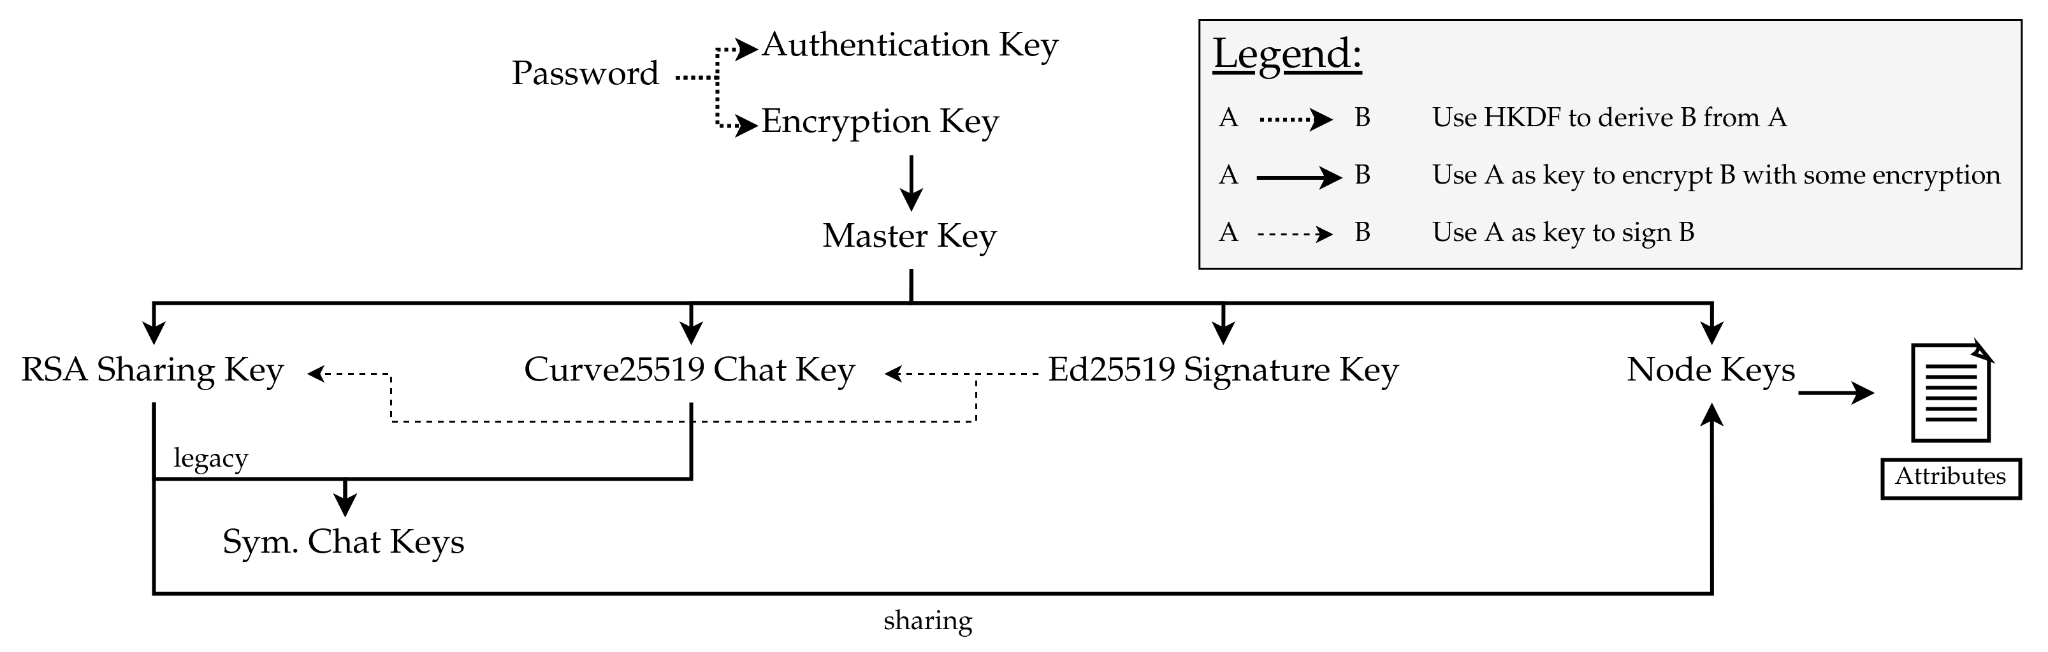 Password
Authentication Key
Encryption Key
Master Key
Legend:
A B Use HKDF to derive B from A
A B Use A as key to encrypt B with some encryption
A B Use A as key to sign B
RSA Sharing Key
Curve25519 Chat Key
Ed25519 Signature Key
Node Keys
Attributes
legacy
Sym. Chat Keys
sharing